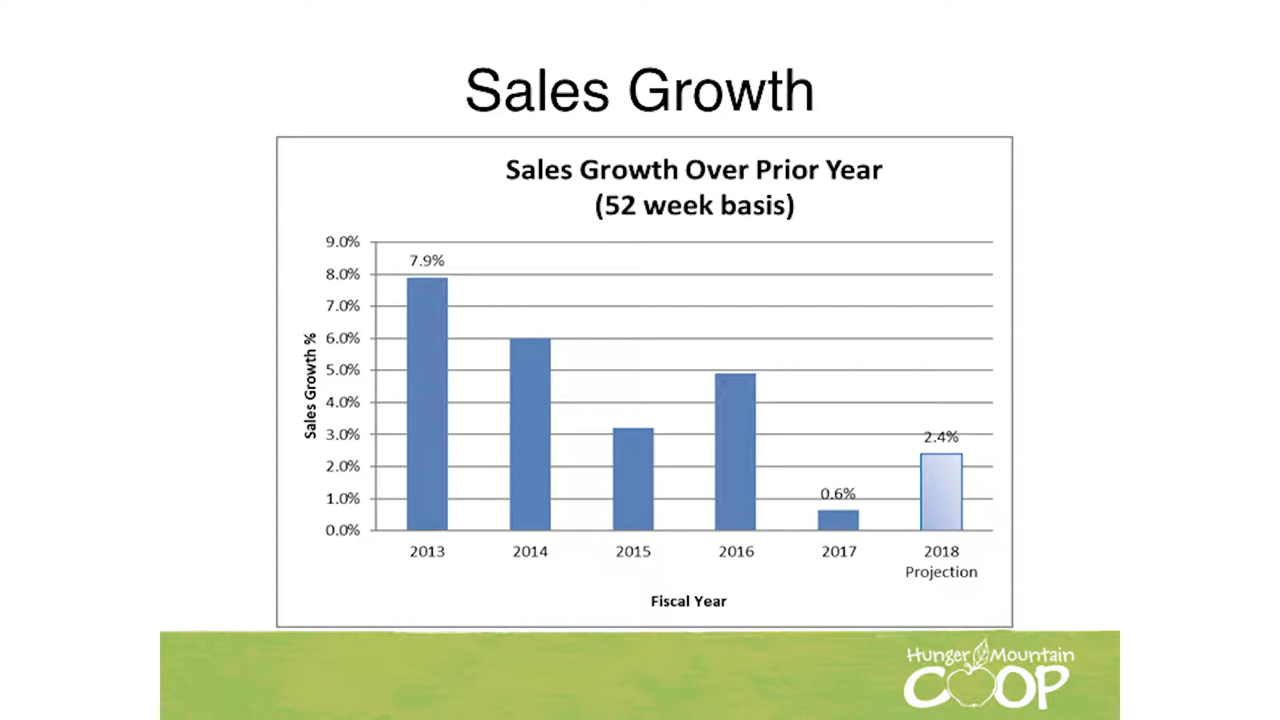 Sales Growth
Sales Growth Over Prior Year
(52 week basis)
9.0%
8.0%
7.0%
6.0%
5.0%
4.0%
3.0%
2.0%
1.0%
0.0%
Sales Growth %
7.9%
0.6%
2.4%
2013
2014
2015
2016
2017
2018
Projection
Fiscal Year
Hunger Mountain
COOP